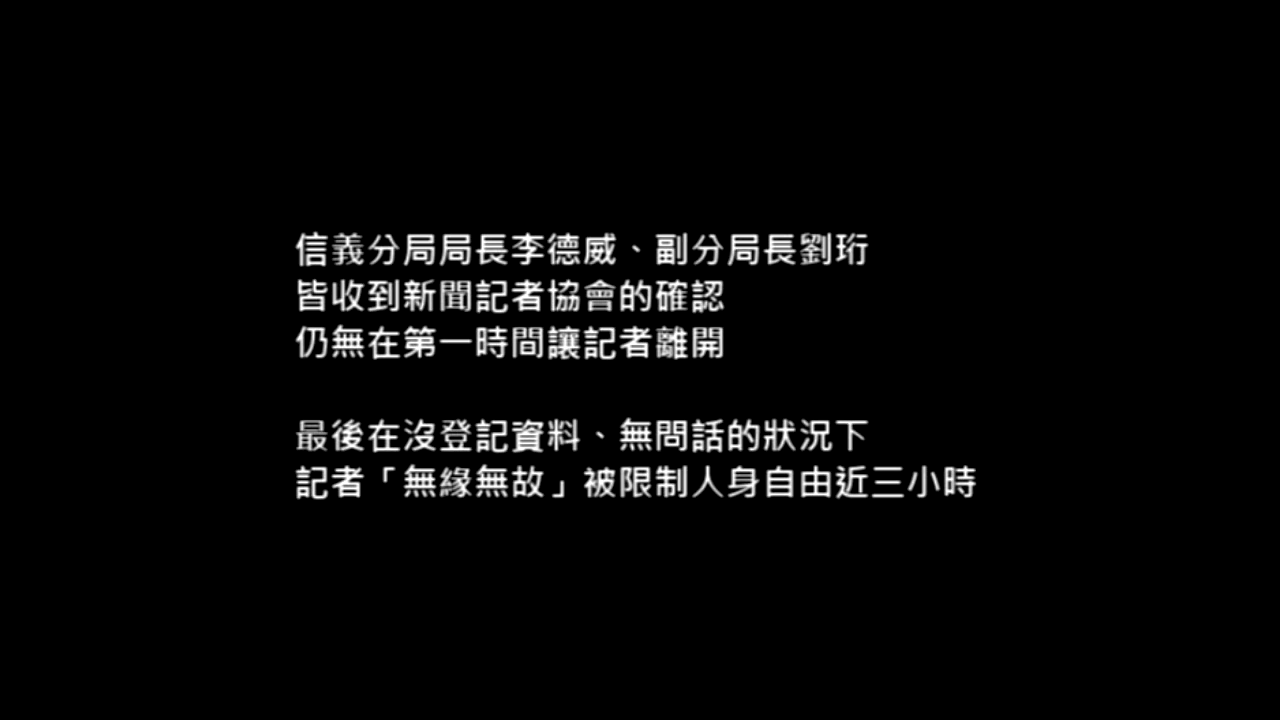 信義分局局長李德威、副分局長劉珩
皆收到新聞記者協會的確認
仍無在第一時間讓記者離開
最後在沒登記資料、無問話的狀況下
記者「無緣無故」被限制人身自由近三小時